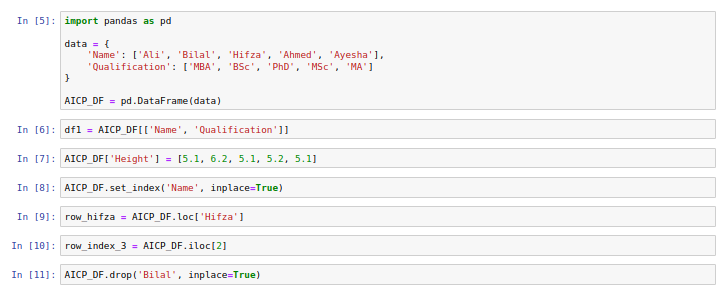 In [5]: import pandas as pd
data = {
    'Name': ['Ali', 'Bilal', 'Hifza', 'Ahmed', 'Ayesha'],
    'Qualification': ['MBA', 'BSc', 'PhD', 'MSc', 'MA']
}
AICP_DF = pd.DataFrame(data)
In [6]: df1 = AICP_DF[['Name', 'Qualification']]
In [7]: AICP_DF['Height'] = [5.1, 6.2, 5.1, 5.2, 5.1]
In [8]: AICP_DF.set_index('Name', inplace=True)
In [9]: row_hifza = AICP_DF.loc['Hifza']
In [10]: row_index_3 = AICP_DF.iloc[2]
In [11]: AICP_DF.drop('Bilal', inplace=True)